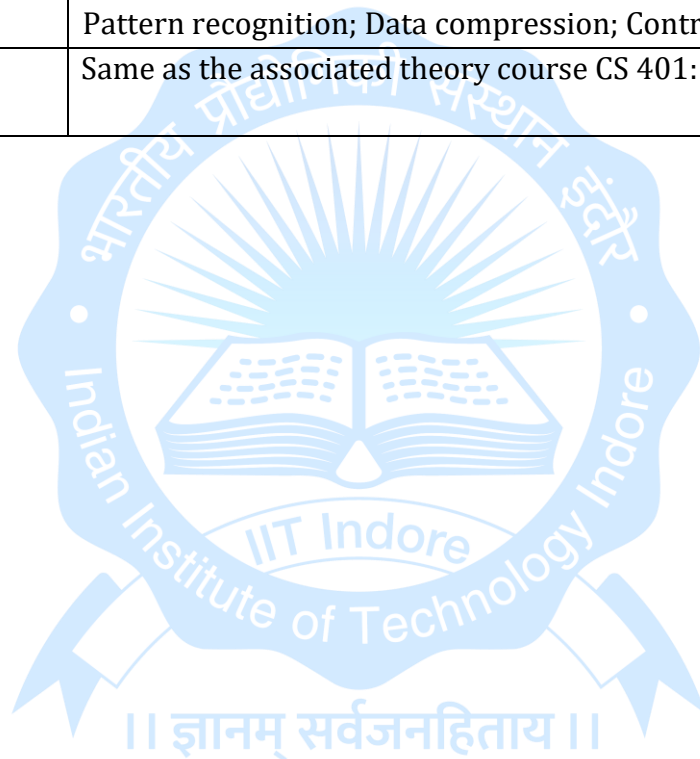 Pattern recognition; Data compression; Contr
Same as the associated theory course CS 401:
भारतीय प्रौद्योगिकी संस्थान इंदौर
Indian Institute of Technology Indore
IIT Indore
।। ज्ञानम् सर्वजनहिताय ।।